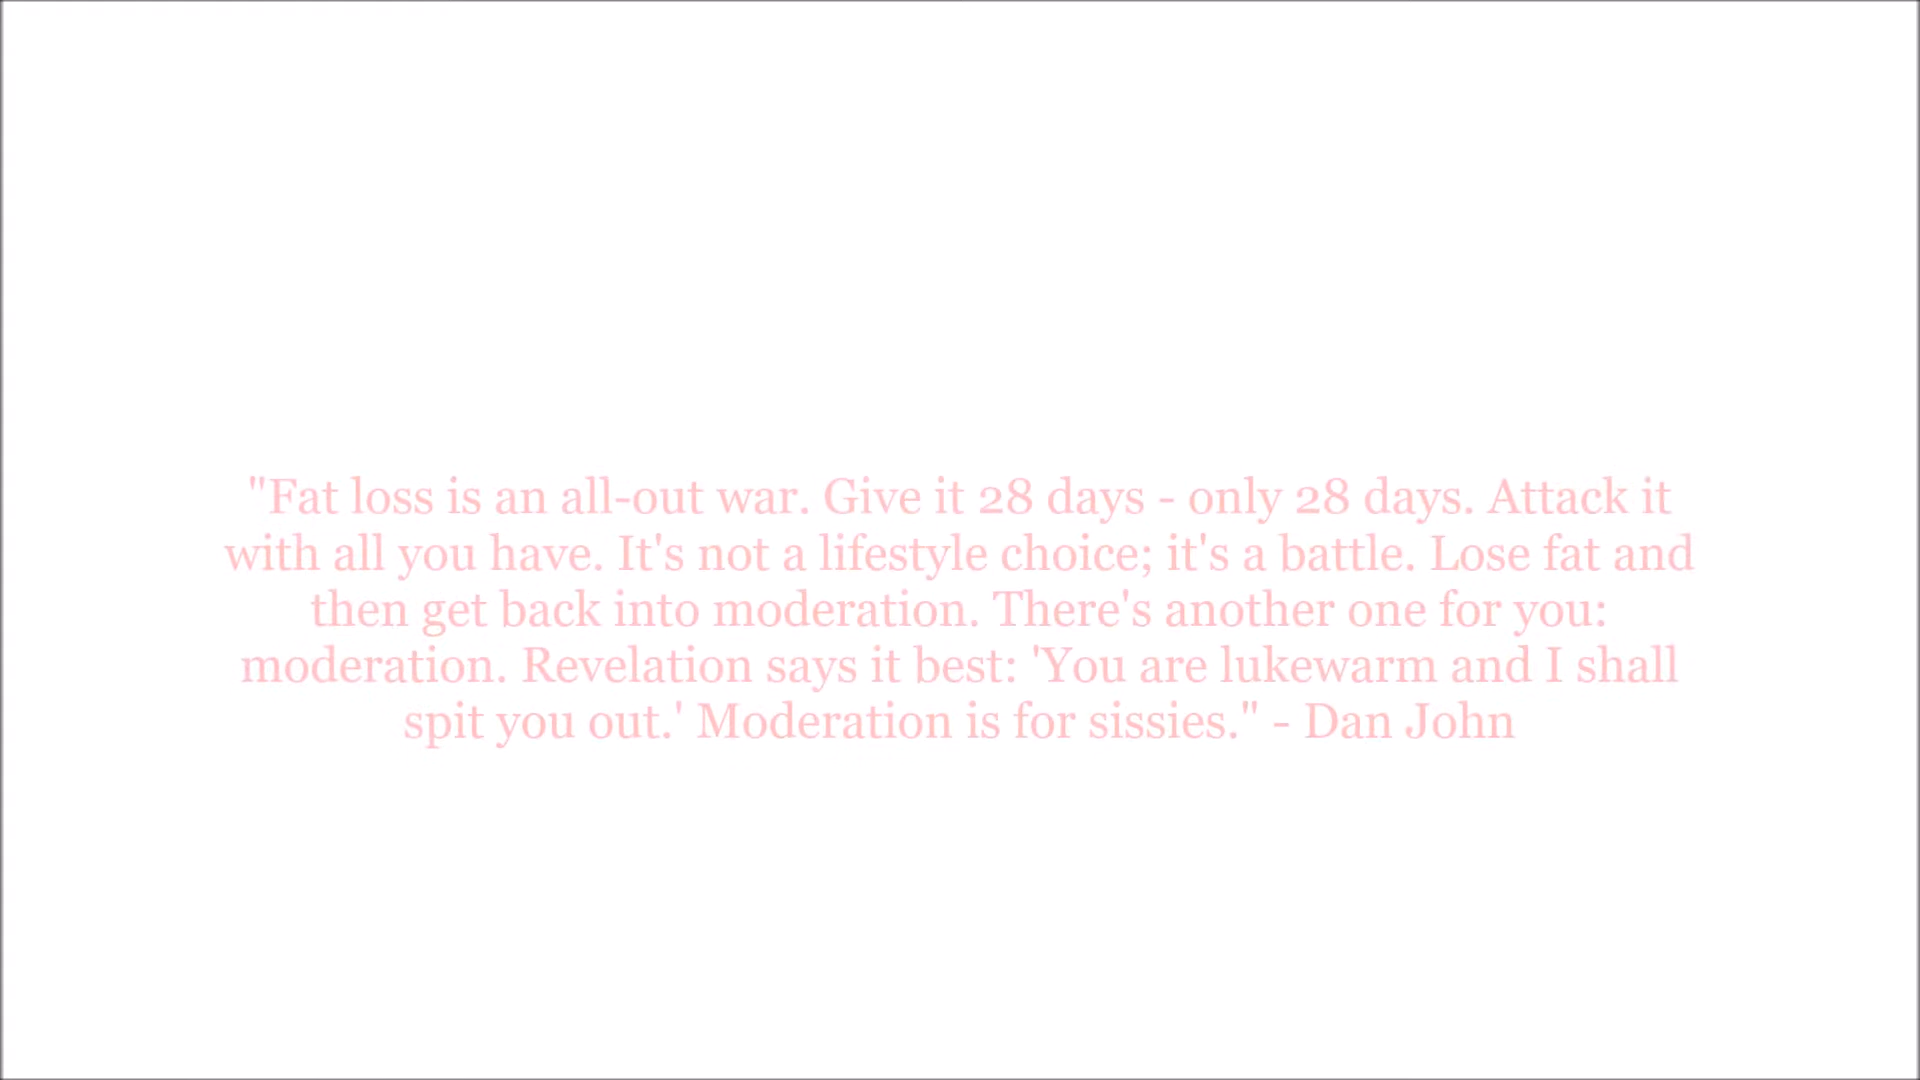 "Fat loss is an all-out war. Give it 28 days - only 28 days. Attack it
with all you have. It's not a lifestyle choice; it's a battle. Lose fat and
then get back into moderation. There's another one for you:
moderation. Revelation says it best: 'You are lukewarm and I shall
spit you out.' Moderation is for sissies." - Dan John